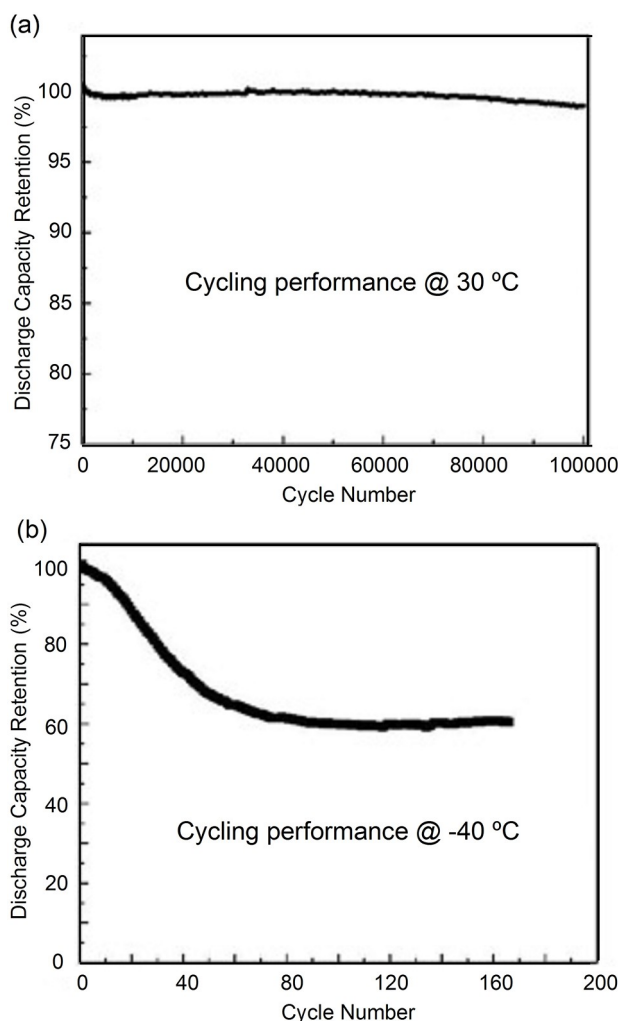 (a)
Discharge Capacity Retention (%)
100
95
90
85
80
75
Cycling performance @ 30 ºC
0 20000 40000 60000 80000 100000
Cycle Number
(b)
Discharge Capacity Retention (%)
100
80
60
40
20
0
Cycling performance @ -40 ºC
0 40 80 120 160 200
Cycle Number